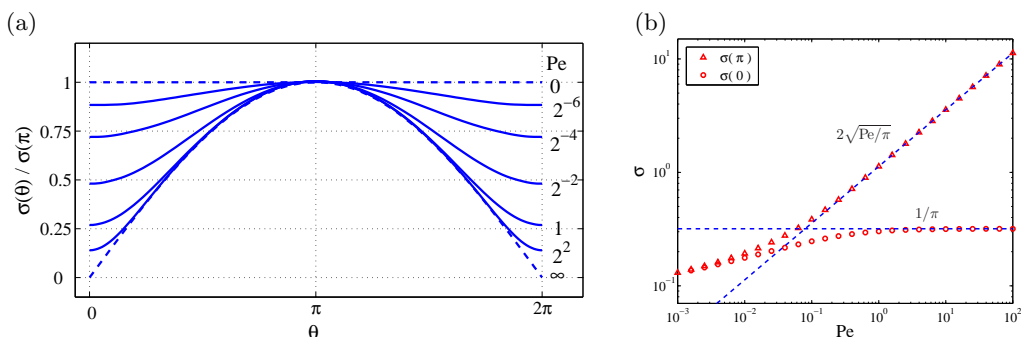 (a)
σ(θ) / σ(π)
1
0.75
0.5
0.25
0
0
π
2π
θ
Pe
0
2^{-6}
2^{-4}
2^{-2}
1
2^{2}
∞
(b)
σ
10^{1}
10^{0}
10^{-1}
10^{-3}
10^{-2}
10^{-1}
10^{0}
10^{1}
10^{2}
Pe
σ(π)
σ(0)
2√Pe/π
1/π